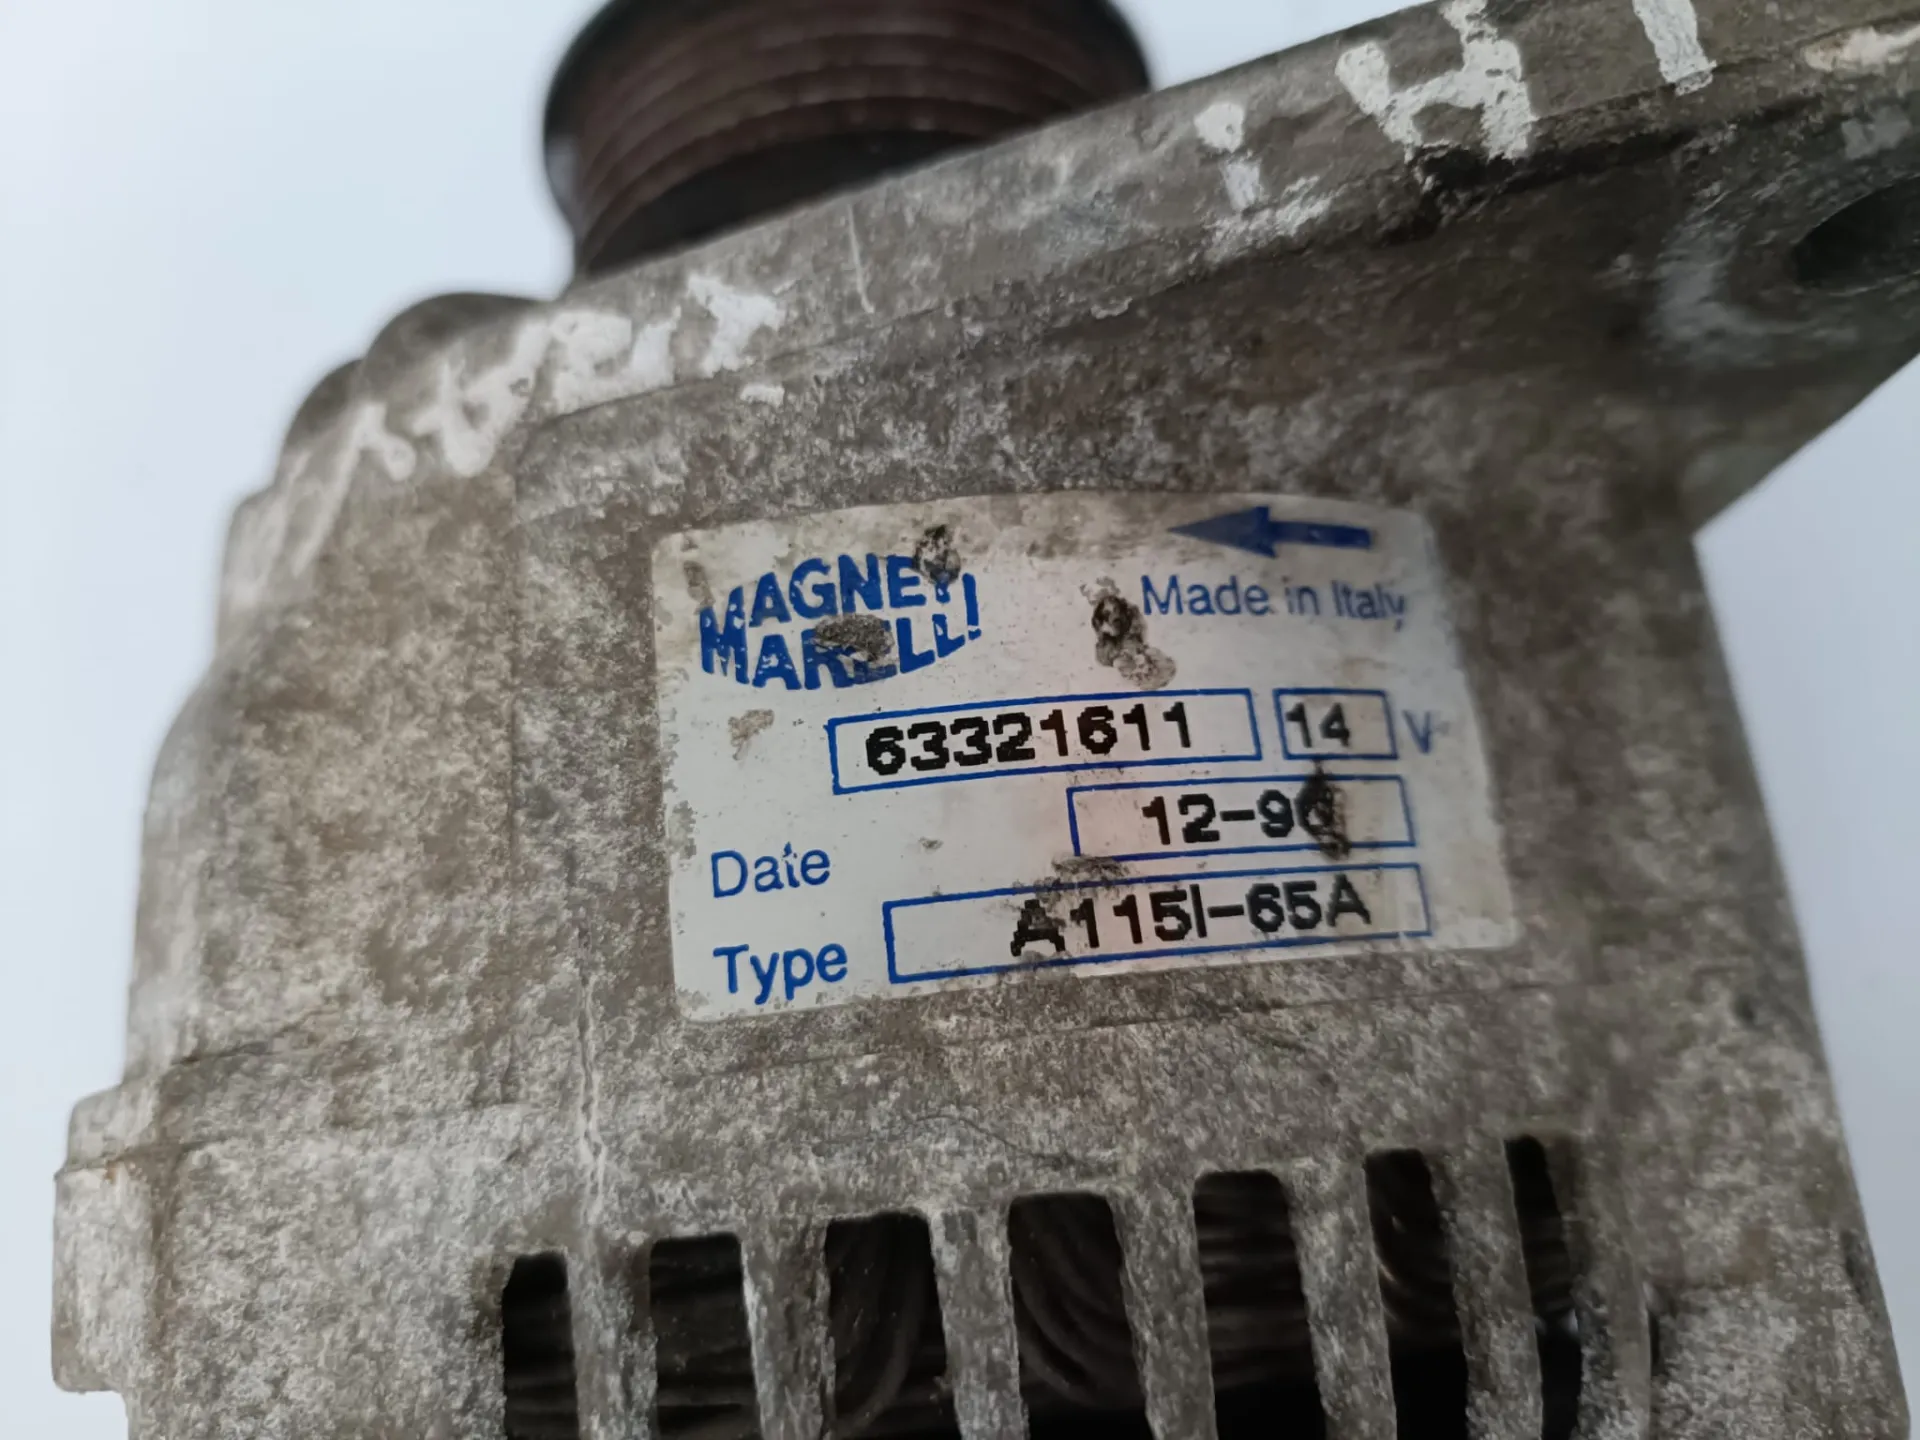 MAGNETI
MARELLI
Made in Italy
63321611 14 V
Date 12-96
Type A115I-65A